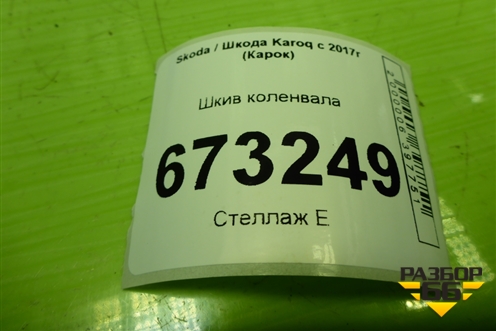 Skoda / Шкода Karoq с 2017г
(Карок)
Шкив коленвала
673249
Стеллаж Е
РАЗБОР
66